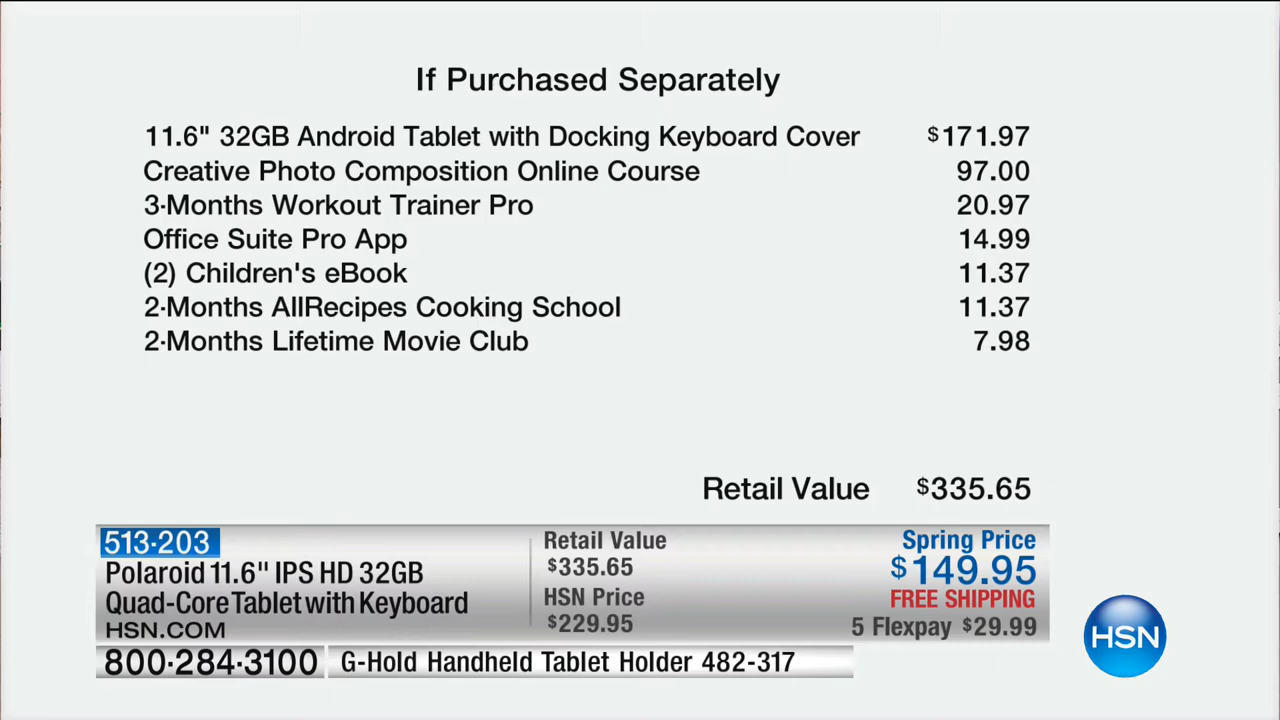 If Purchased Separately
11.6" 32GB Android Tablet with Docking Keyboard Cover $171.97
Creative Photo Composition Online Course 97.00
3-Months Workout Trainer Pro 20.97
Office Suite Pro App 14.99
(2) Children's eBook 11.37
2-Months AllRecipes Cooking School 11.37
2-Months Lifetime Movie Club 7.98
Retail Value $335.65
513-203
Polaroid 11.6" IPS HD 32GB
Quad-Core Tablet with Keyboard
HSN.COM
Retail Value
$335.65
HSN Price
$229.95
Spring Price
$149.95
FREE SHIPPING
5 Flexpay $29.99
HSN
800-284-3100 G-Hold Handheld Tablet Holder 482-317